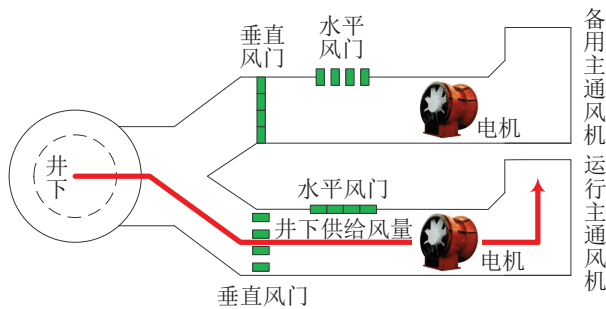 垂直
风门
水平
风门
备用主通风机
电机
井下
水平风门
井下供给风量
电机
运行主通风机
垂直风门